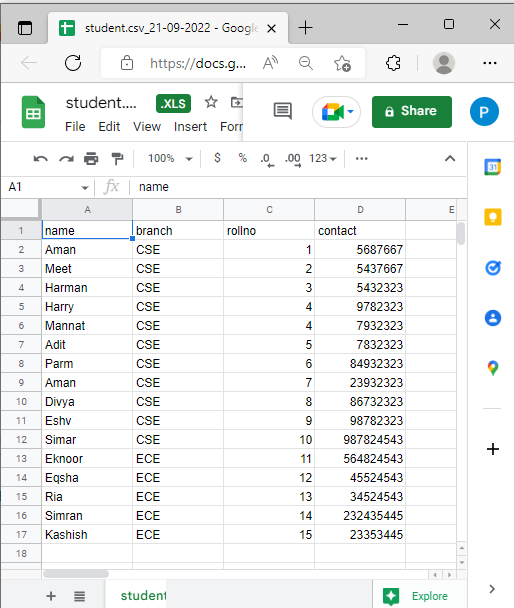 student.csv_21-09-2022 - Google
https://docs.g...
student.... .XLS
File Edit View Insert Forr
Share
P
100% $ % .0 .00 123
A1 fx name
A B C D E
1 name branch rollno contact
2 Aman CSE 1 5687667
3 Meet CSE 2 5437667
4 Harman CSE 3 5432323
5 Harry CSE 4 9782323
6 Mannat CSE 4 7932323
7 Adit CSE 5 7832323
8 Parm CSE 6 84932323
9 Aman CSE 7 23932323
10 Divya CSE 8 86732323
11 Eshv CSE 9 98782323
12 Simar CSE 10 987824543
13 Eknoor ECE 11 564824543
14 Eqsha ECE 12 45524543
15 Ria ECE 13 34524543
16 Simran ECE 14 232435445
17 Kashish ECE 15 23353445
18
student
Explore
31